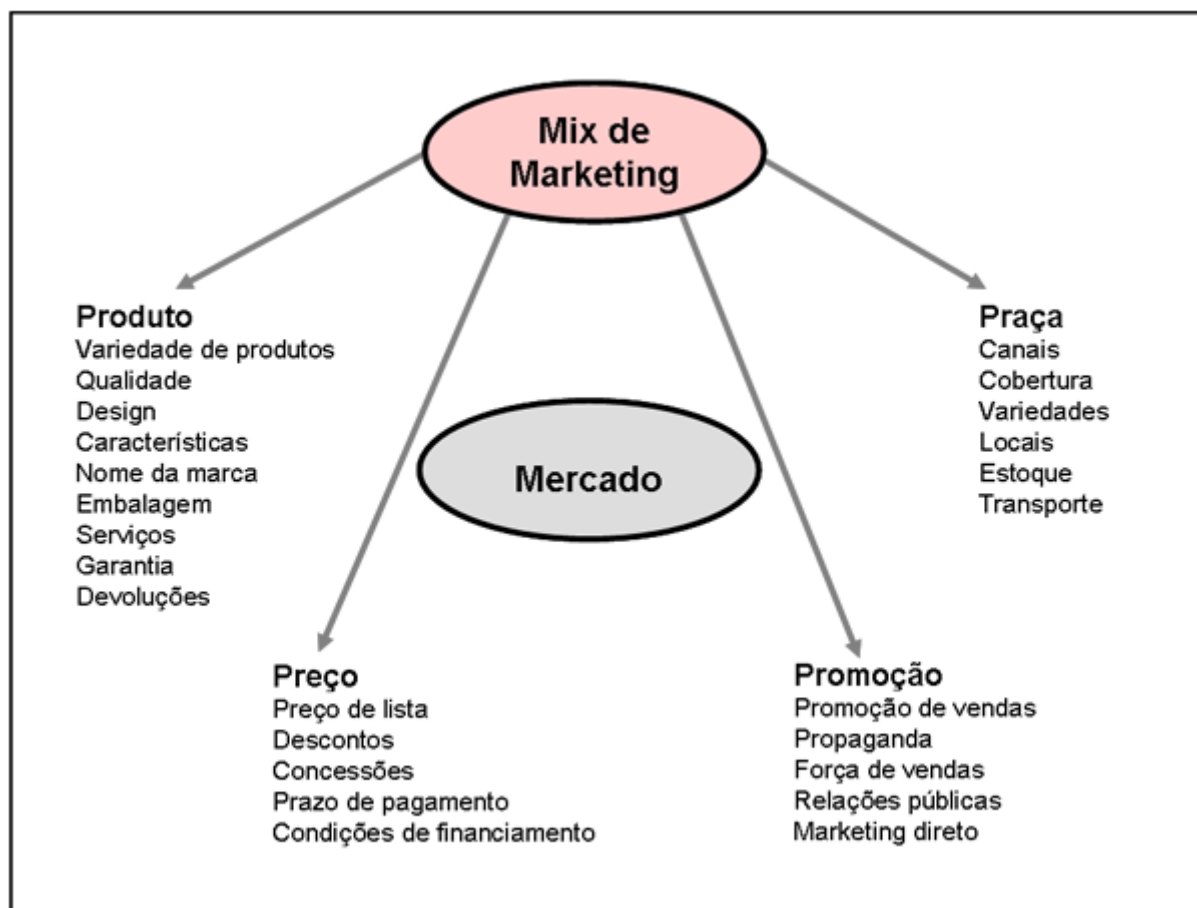 Mix de
Marketing
Produto
Variedade de produtos
Qualidade
Design
Características
Nome da marca
Embalagem
Serviços
Garantia
Devoluções
Praça
Canais
Cobertura
Variedades
Locais
Estoque
Transporte
Mercado
Preço
Preço de lista
Descontos
Concessões
Prazo de pagamento
Condições de financiamento
Promoção
Promoção de vendas
Propaganda
Força de vendas
Relações públicas
Marketing direto